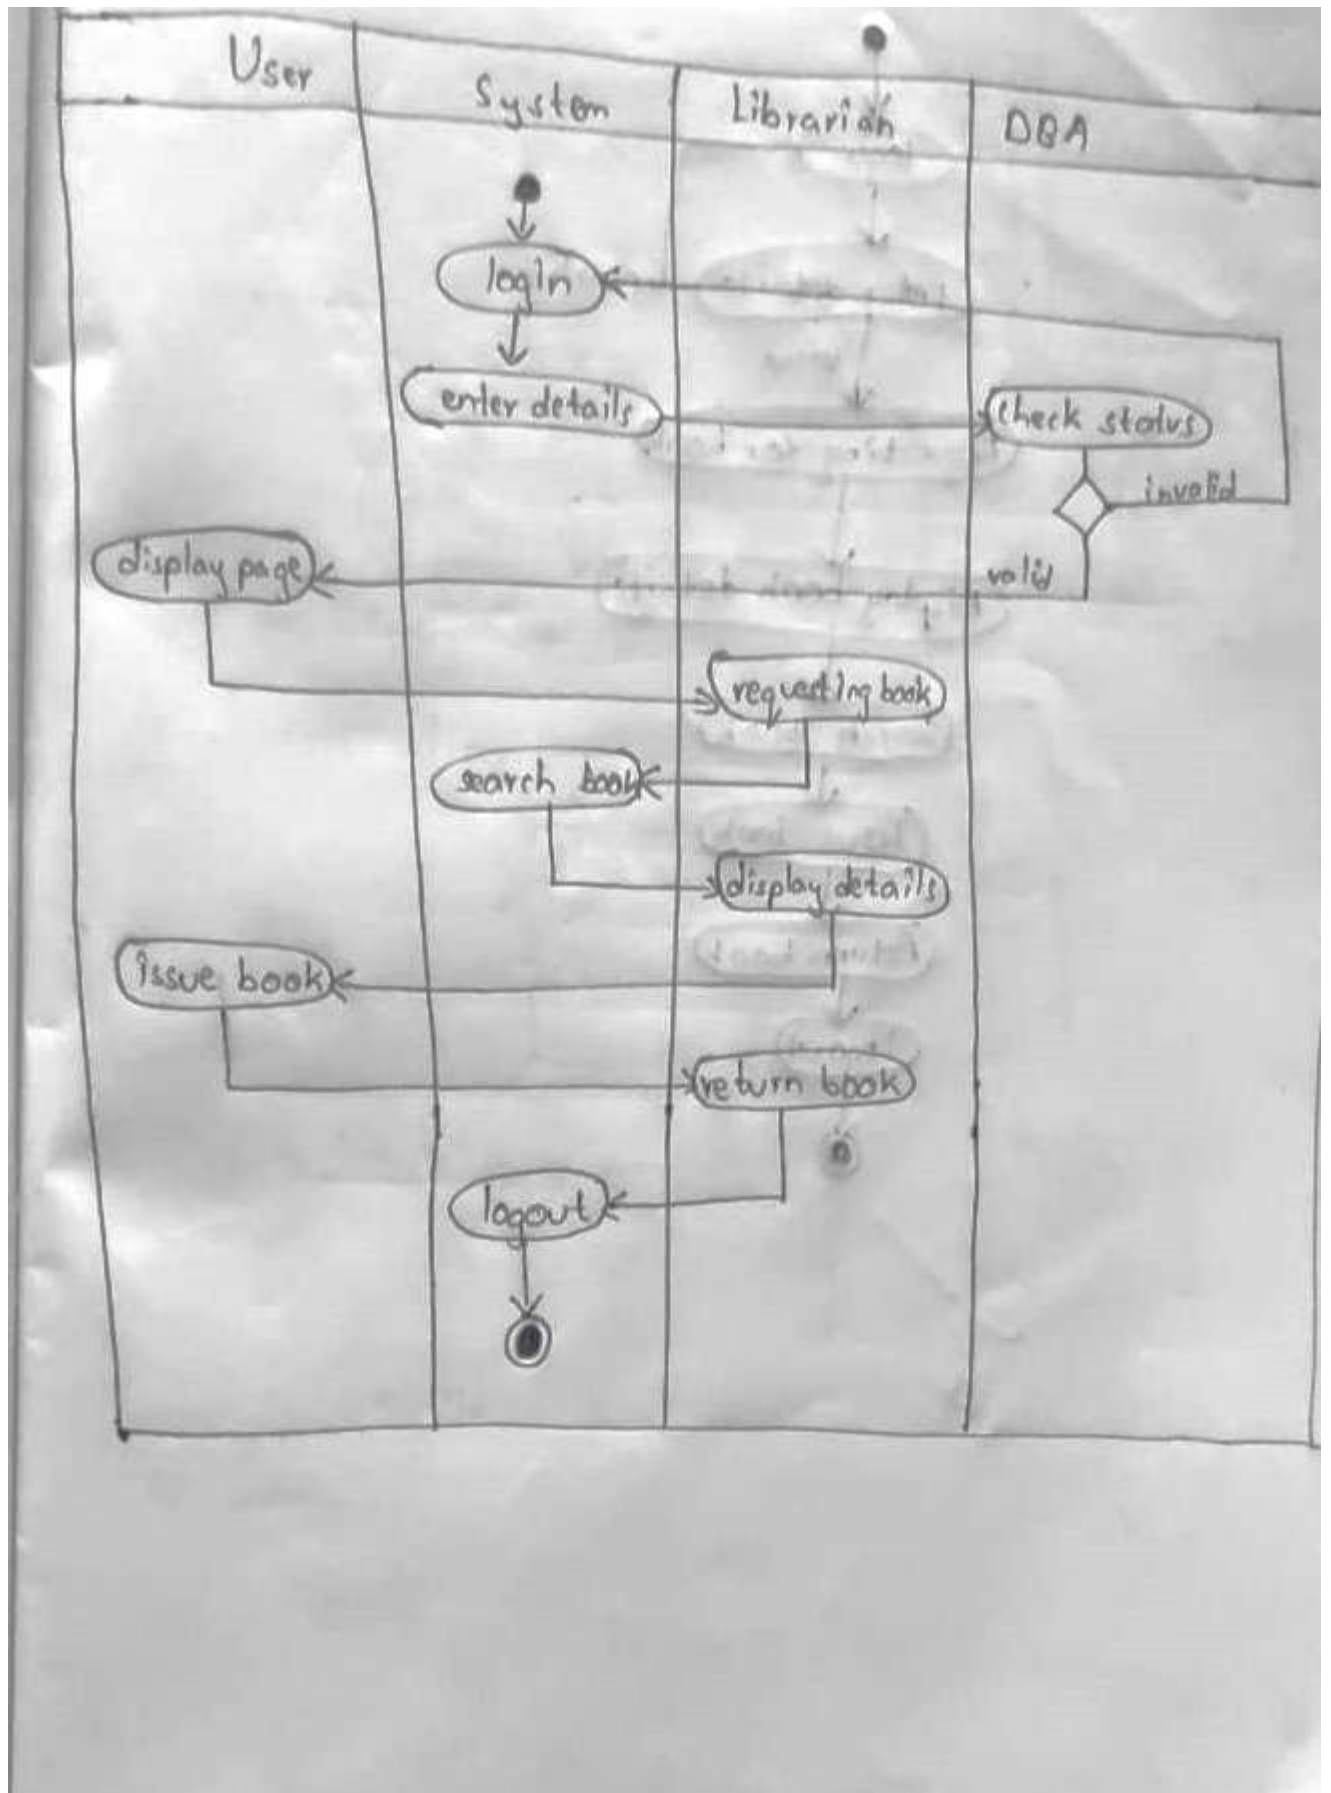 User
System
Librarian
DBA
login
enter details
check status
invalid
valid
display page
requesting book
search book
display details
issue book
return book
logout